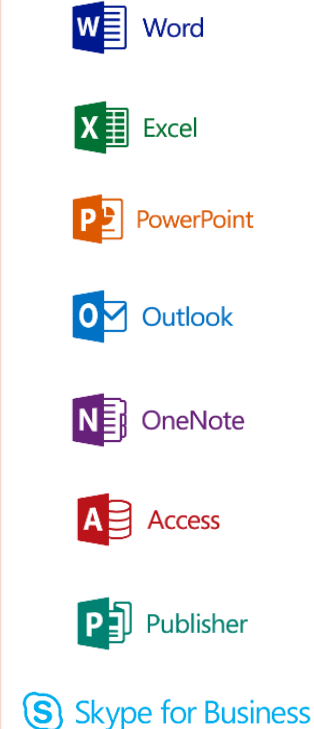 W Word
X Excel
P PowerPoint
O Outlook
N OneNote
A Access
P Publisher
S Skype for Business